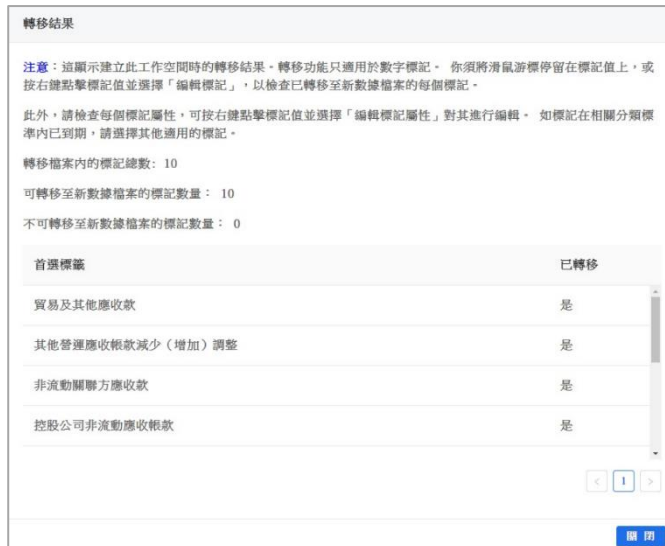 轉移結果
注意：這顯示建立此工作空間時的轉移結果。轉移功能只適用於數字標記。 你須將滑鼠游標停留在標記值上，或
按右鍵點擊標記值並選擇「編輯標記」，以檢查已轉移至新數據檔案的每個標記。
此外，請檢查每個標記屬性，可按右鍵點擊標記值並選擇「編輯標記屬性」對其進行編輯。 如標記在相關分類標
準內已到期，請選擇其他適用的標記。
轉移檔案内的標記總數: 10
可轉移至新數據檔案的標記數量： 10
不可轉移至新數據檔案的標記數量： 0
首選標籤 已轉移
貿易及其他應收款 是
其他營運應收帳款減少（增加）調整 是
非流動關聯方應收款 是
控股公司非流動應收帳款 是
< 1 >
關 閉